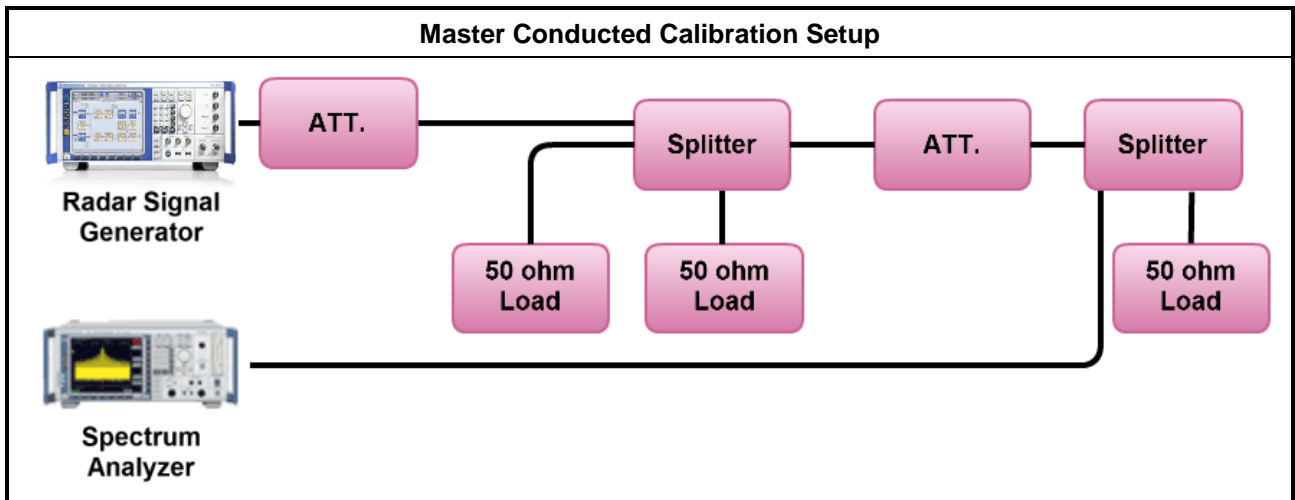 Master Conducted Calibration Setup
ATT.
Splitter
ATT.
Splitter
Radar Signal
Generator
50 ohm
Load
50 ohm
Load
50 ohm
Load
Spectrum
Analyzer